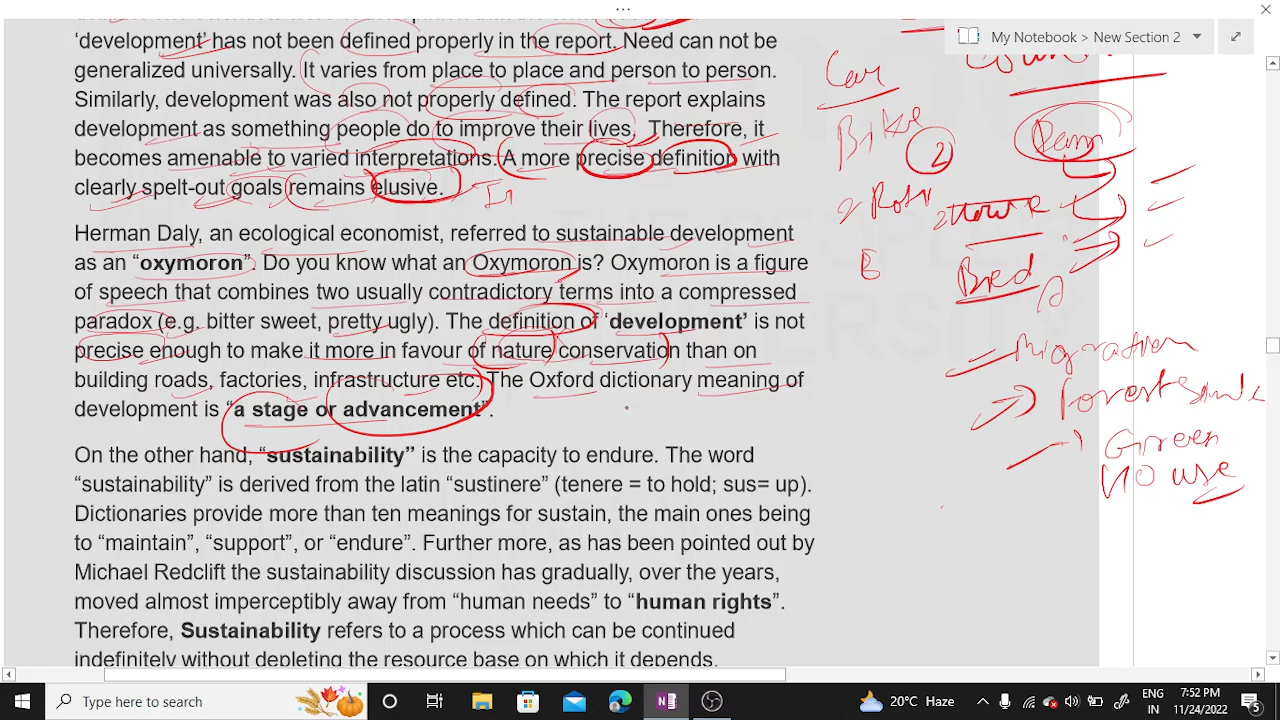 My Notebook > New Section 2
'development' has not been defined properly in the report. Need can not be
generalized universally. It varies from place to place and person to person.
Similarly, development was also not properly defined. The report explains
development as something people do to improve their lives. Therefore, it
becomes amenable to varied interpretations. A more precise definition with
clearly spelt-out goals remains elusive.
Herman Daly, an ecological economist, referred to sustainable development
as an "oxymoron". Do you know what an Oxymoron is? Oxymoron is a figure
of speech that combines two usually contradictory terms into a compressed
paradox (e.g. bitter sweet, pretty ugly). The definition of 'development' is not
precise enough to make it more in favour of nature conservation than on
building roads, factories, infrastructure etc. The Oxford dictionary meaning of
development is "a stage or advancement".
On the other hand, "sustainability" is the capacity to endure. The word
"sustainability" is derived from the latin "sustinere" (tenere = to hold; sus= up).
Dictionaries provide more than ten meanings for sustain, the main ones being
to "maintain", "support", or "endure". Further more, as has been pointed out by
Michael Redclift the sustainability discussion has gradually, over the years,
moved almost imperceptibly away from "human needs" to "human rights".
Therefore, Sustainability refers to a process which can be continued
indefinitely without depleting the resource base on which it depends.
Car
Bike
2
Migration
Green
House
Type here to search
20°C Haze
ENG
IN
7:52 PM
11/24/2022
5